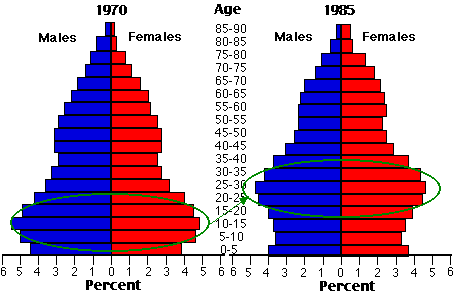 1970 Age 1985
Males Females
Males Females
85-90
80-85
75-80
70-75
65-70
60-65
55-60
50-55
45-50
40-45
35-40
30-35
25-30
20-25
15-20
10-15
5-10
0-5
6 5 4 3 2 1 0 1 2 3 4 5 6
6 5 4 3 2 1 0 1 2 3 4 5 6
Percent
Percent